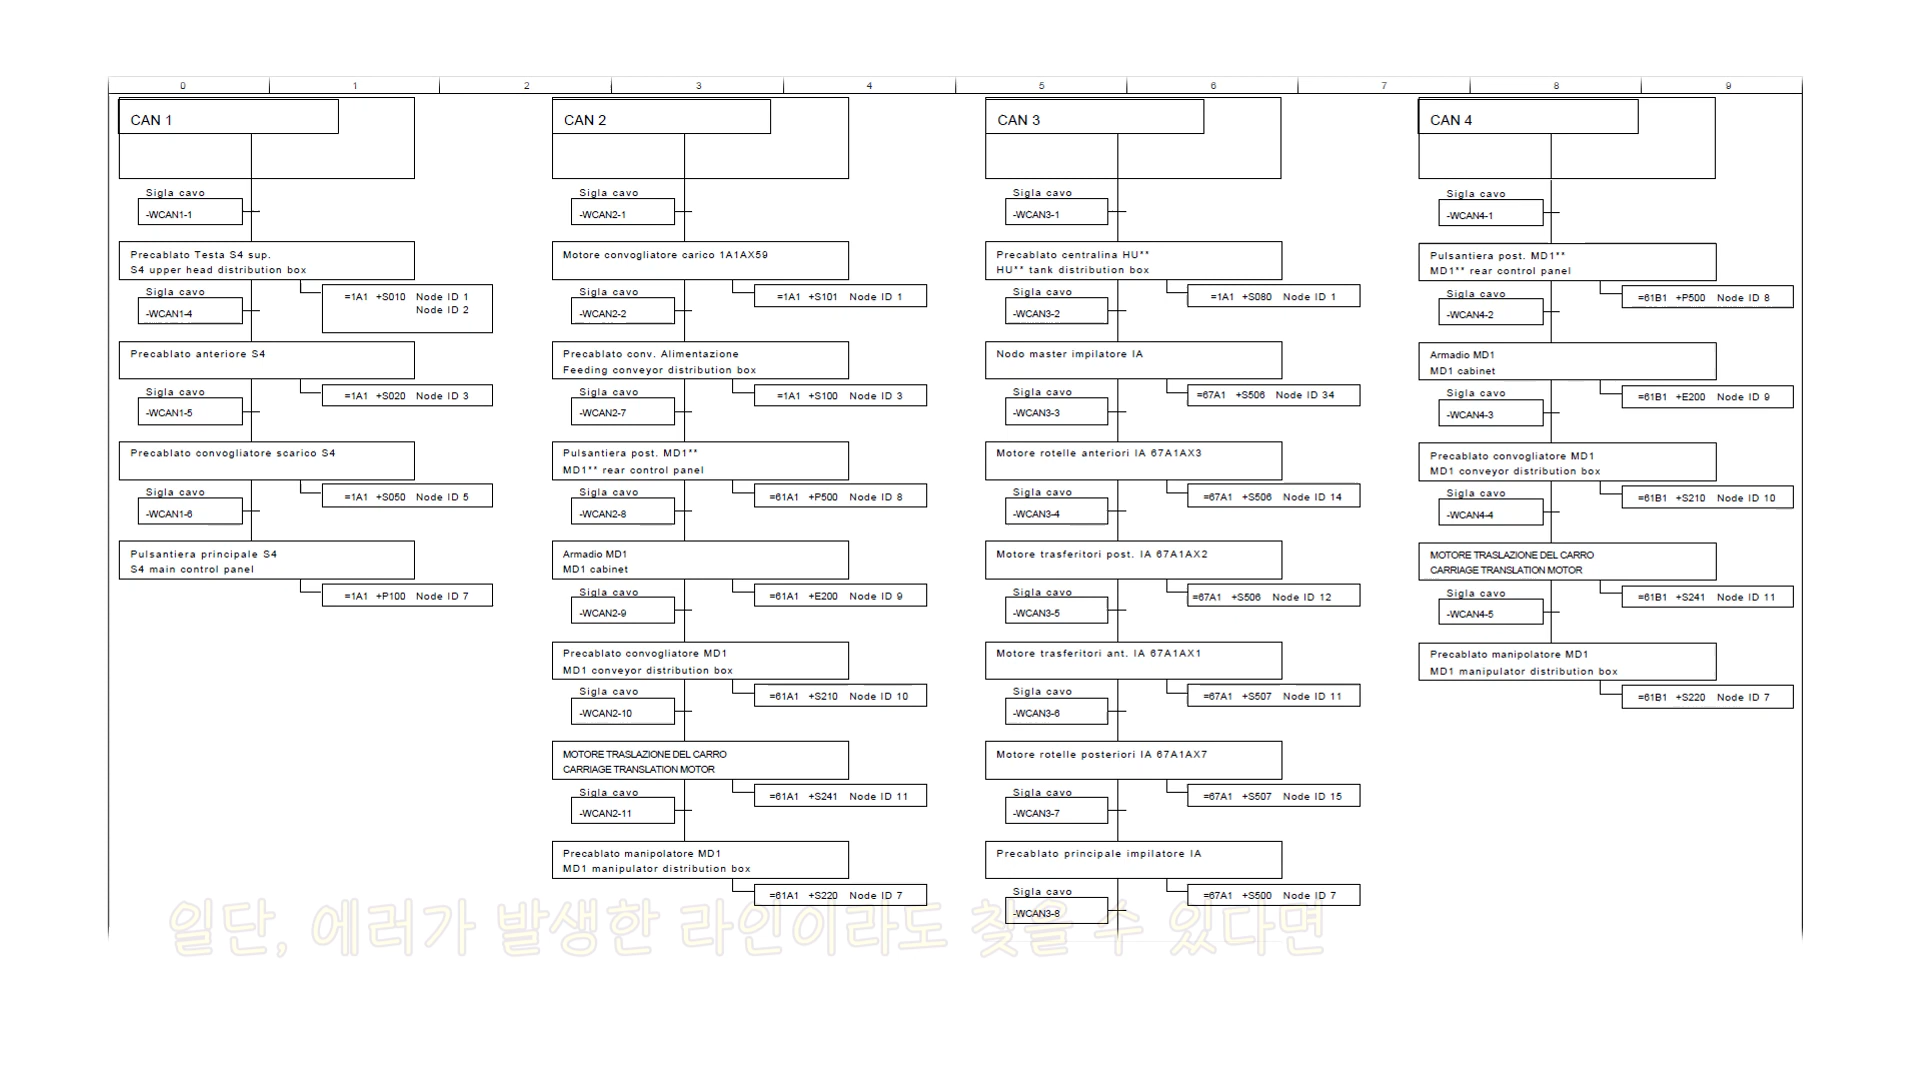 0 1 2 3 4 5 6 7 8 9
CAN 1
Sigla cavo
-WCAN1-1
Precablato Testa S4 sup.
S4 upper head distribution box
=1A1 +S010 Node ID 1
Node ID 2
Sigla cavo
-WCAN1-4
Precablato anteriore S4
=1A1 +S020 Node ID 3
Sigla cavo
-WCAN1-5
Precablato convogliatore scarico S4
=1A1 +S050 Node ID 5
Sigla cavo
-WCAN1-6
Pulsantiera principale S4
S4 main control panel
=1A1 +P100 Node ID 7
CAN 2
Sigla cavo
-WCAN2-1
Motore convogliatore carico 1A1AX59
=1A1 +S101 Node ID 1
Sigla cavo
-WCAN2-2
Precablato conv. Alimentazione
Feeding conveyor distribution box
=1A1 +S100 Node ID 3
Sigla cavo
-WCAN2-7
Pulsantiera post. MD1**
MD1** rear control panel
=61A1 +P500 Node ID 8
Sigla cavo
-WCAN2-8
Armadio MD1
MD1 cabinet
=61A1 +E200 Node ID 9
Sigla cavo
-WCAN2-9
Precablato convogliatore MD1
MD1 conveyor distribution box
=61A1 +S210 Node ID 10
Sigla cavo
-WCAN2-10
MOTORE TRASLAZIONE DEL CARRO
CARRIAGE TRANSLATION MOTOR
=61A1 +S241 Node ID 11
Sigla cavo
-WCAN2-11
Precablato manipolatore MD1
MD1 manipulator distribution box
=61A1 +S220 Node ID 7
CAN 3
Sigla cavo
-WCAN3-1
Precablato centralina HU**
HU** tank distribution box
=1A1 +S080 Node ID 1
Sigla cavo
-WCAN3-2
Nodo master impilatore IA
=67A1 +S506 Node ID 34
Sigla cavo
-WCAN3-3
Motore rotelle anteriori IA 67A1AX3
=67A1 +S506 Node ID 14
Sigla cavo
-WCAN3-4
Motore trasferitori post. IA 67A1AX2
=67A1 +S506 Node ID 12
Sigla cavo
-WCAN3-5
Motore trasferitori ant. IA 67A1AX1
=67A1 +S507 Node ID 11
Sigla cavo
-WCAN3-6
Motore rotelle posteriori IA 67A1AX7
=67A1 +S507 Node ID 15
Sigla cavo
-WCAN3-7
Precablato principale impilatore IA
=67A1 +S500 Node ID 7
Sigla cavo
-WCAN3-8
CAN 4
Sigla cavo
-WCAN4-1
Pulsantiera post. MD1**
MD1** rear control panel
=61B1 +P500 Node ID 8
Sigla cavo
-WCAN4-2
Armadio MD1
MD1 cabinet
=61B1 +E200 Node ID 9
Sigla cavo
-WCAN4-3
Precablato convogliatore MD1
MD1 conveyor distribution box
=61B1 +S210 Node ID 10
Sigla cavo
-WCAN4-4
MOTORE TRASLAZIONE DEL CARRO
CARRIAGE TRANSLATION MOTOR
=61B1 +S241 Node ID 11
Sigla cavo
-WCAN4-5
Precablato manipolatore MD1
MD1 manipulator distribution box
=61B1 +S220 Node ID 7
일단, 에러가 발생한 라인이라도 찾을 수 있다면